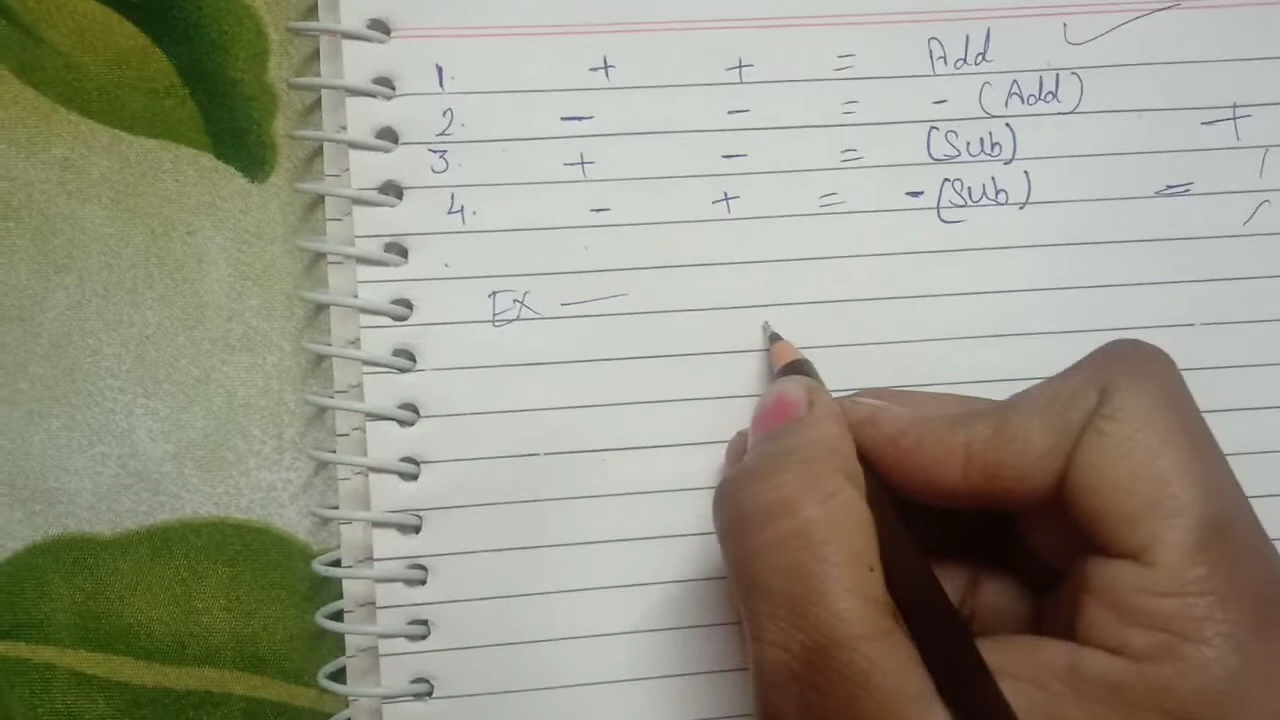 1. + + = Add ✓
2. - - = - (Add)
3. + - = (Sub) +
4. - + = -(Sub) =
Ex —